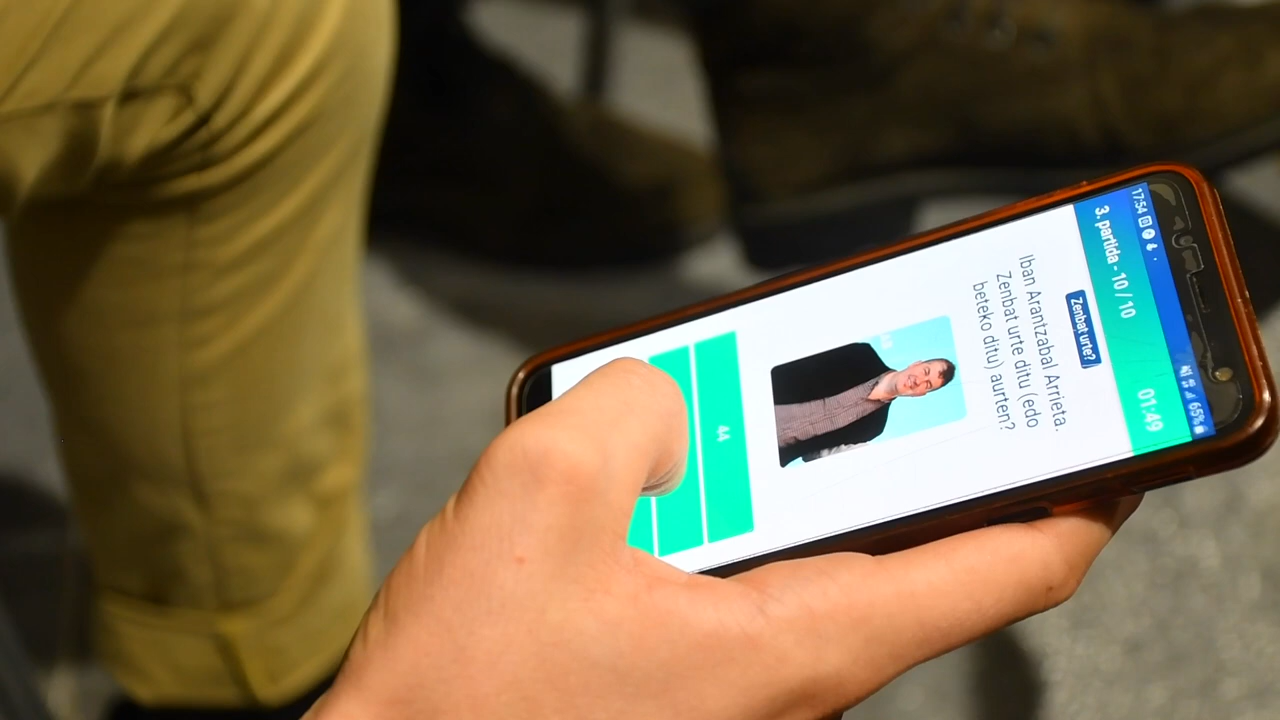 17:54
65%
3. partida - 10 / 10
01:49
Zenbat urte?
Iban Arantzabal Arrieta.
Zenbat urte ditu (edo
beteko ditu) aurten?
44